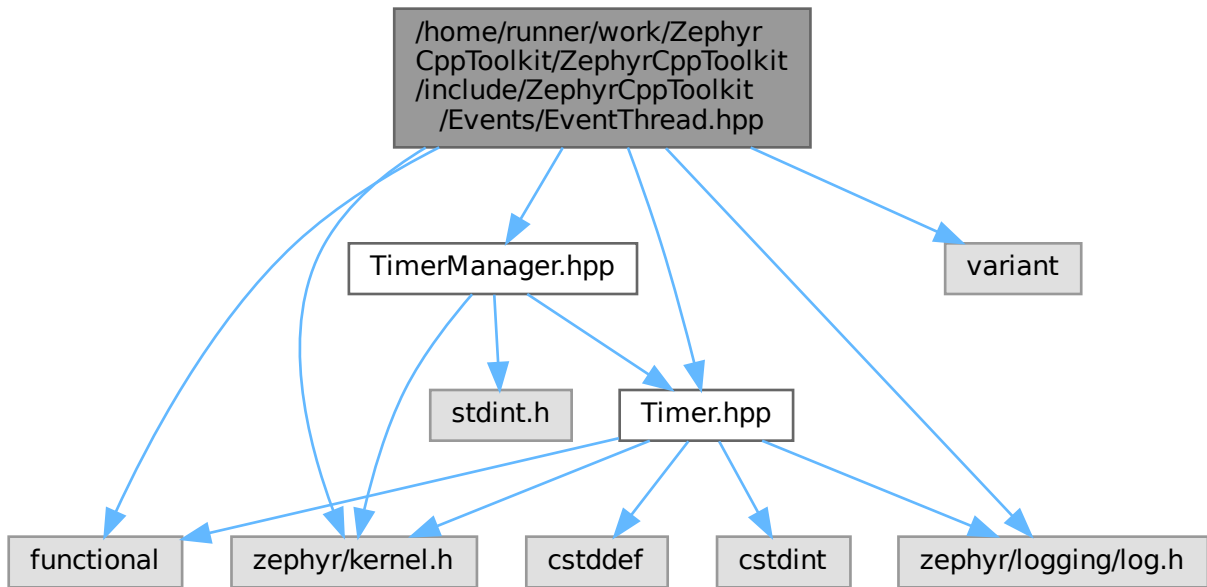 /home/runner/work/Zephyr
CppToolkit/ZephyrCppToolkit
/include/ZephyrCppToolkit
/Events/EventThread.hpp
TimerManager.hpp
variant
stdint.h
Timer.hpp
functional
zephyr/kernel.h
cstddef
cstdint
zephyr/logging/log.h